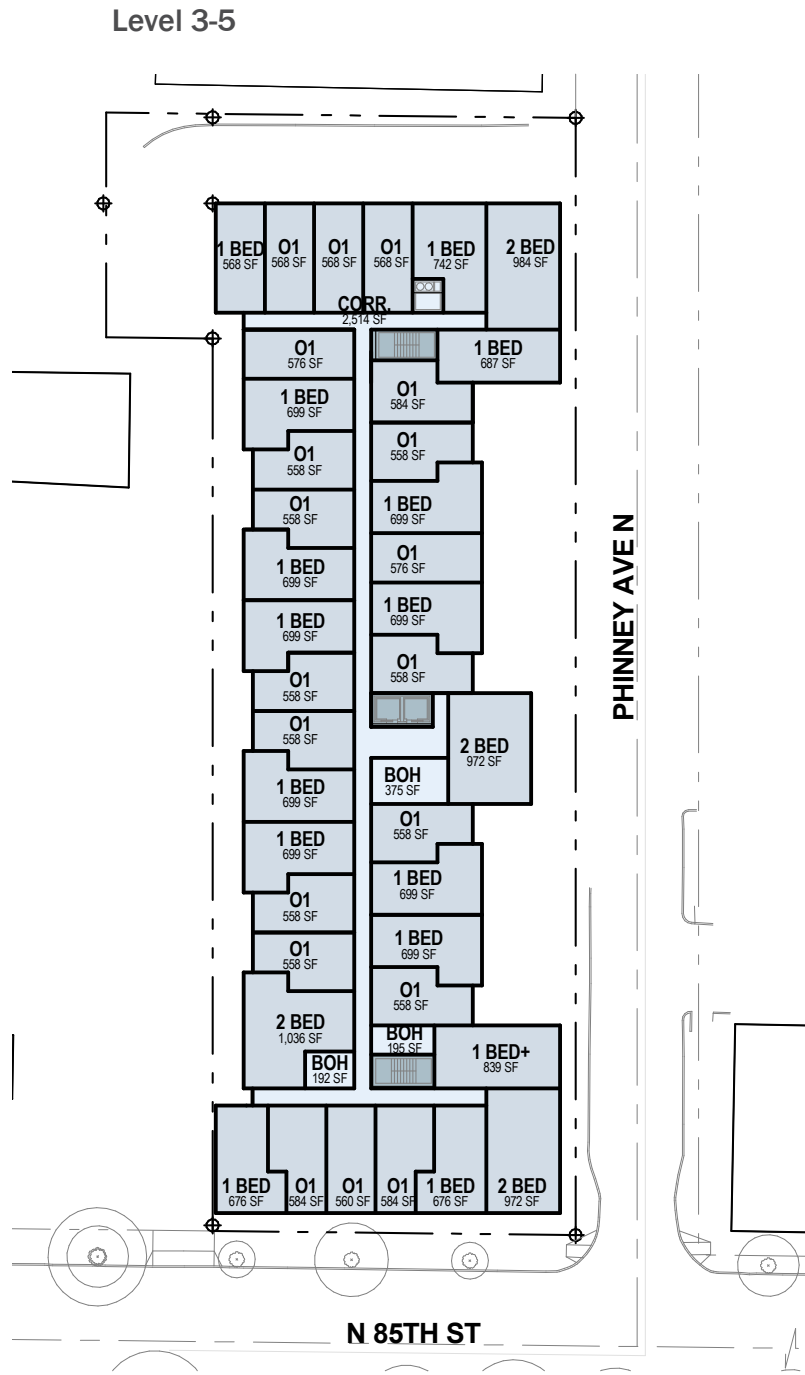 Level 3-5
1 BED
568 SF
O1
568 SF
O1
568 SF
O1
568 SF
1 BED
742 SF
2 BED
984 SF
CORR.
2,514 SF
O1
576 SF
1 BED
687 SF
1 BED
699 SF
O1
584 SF
O1
558 SF
O1
558 SF
O1
558 SF
1 BED
699 SF
1 BED
699 SF
O1
576 SF
1 BED
699 SF
1 BED
699 SF
O1
558 SF
O1
558 SF
O1
558 SF
2 BED
972 SF
1 BED
699 SF
BOH
375 SF
1 BED
699 SF
O1
558 SF
O1
558 SF
1 BED
699 SF
O1
558 SF
1 BED
699 SF
2 BED
1,036 SF
O1
558 SF
BOH
195 SF
BOH
192 SF
1 BED+
839 SF
1 BED
676 SF
O1
584 SF
O1
560 SF
O1
584 SF
1 BED
676 SF
2 BED
972 SF
PHINNEY AVE N
N 85TH ST